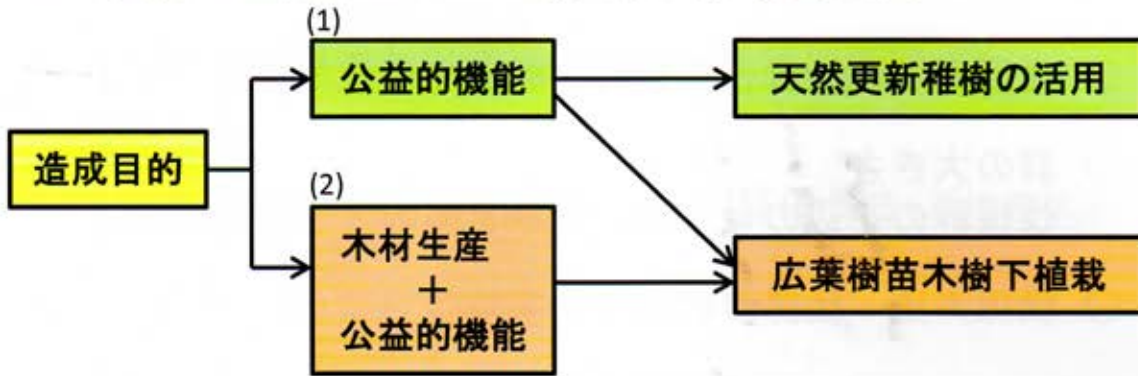 (1)
公益的機能
天然更新稚樹の活用
造成目的
(2)
木材生産
＋
公益的機能
広葉樹苗木樹下植栽